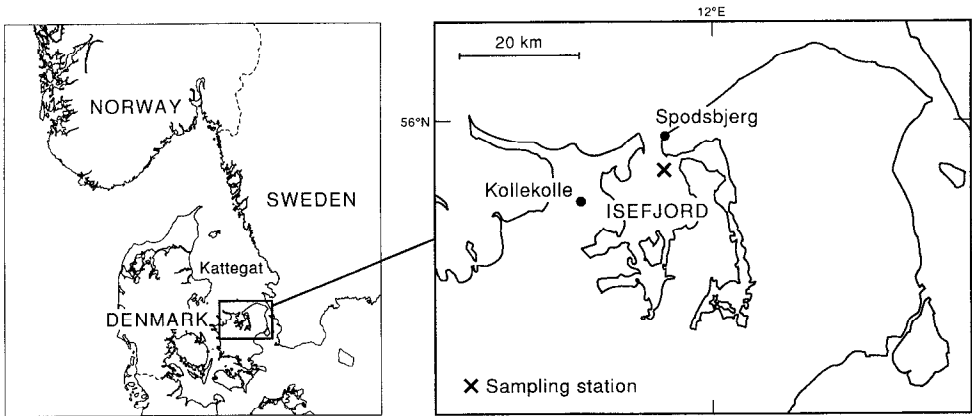 NORWAY
SWEDEN
Kattegat
DENMARK
12°E
20 km
56°N
Spodsbjerg
Kollekolle
ISEFJORD
× Sampling station